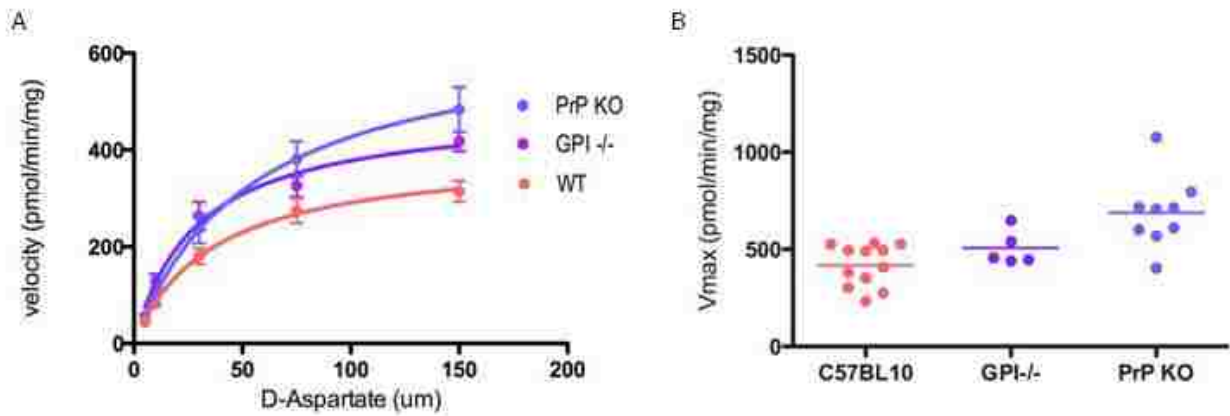 A
600
400
200
0
velocity (pmol/min/mg)
0 50 100 150 200
D-Aspartate (um)
PrP KO
GPI -/-
WT
B
1500
1000
500
0
Vmax (pmol/min/mg)
C57BL10 GPI-/- PrP KO